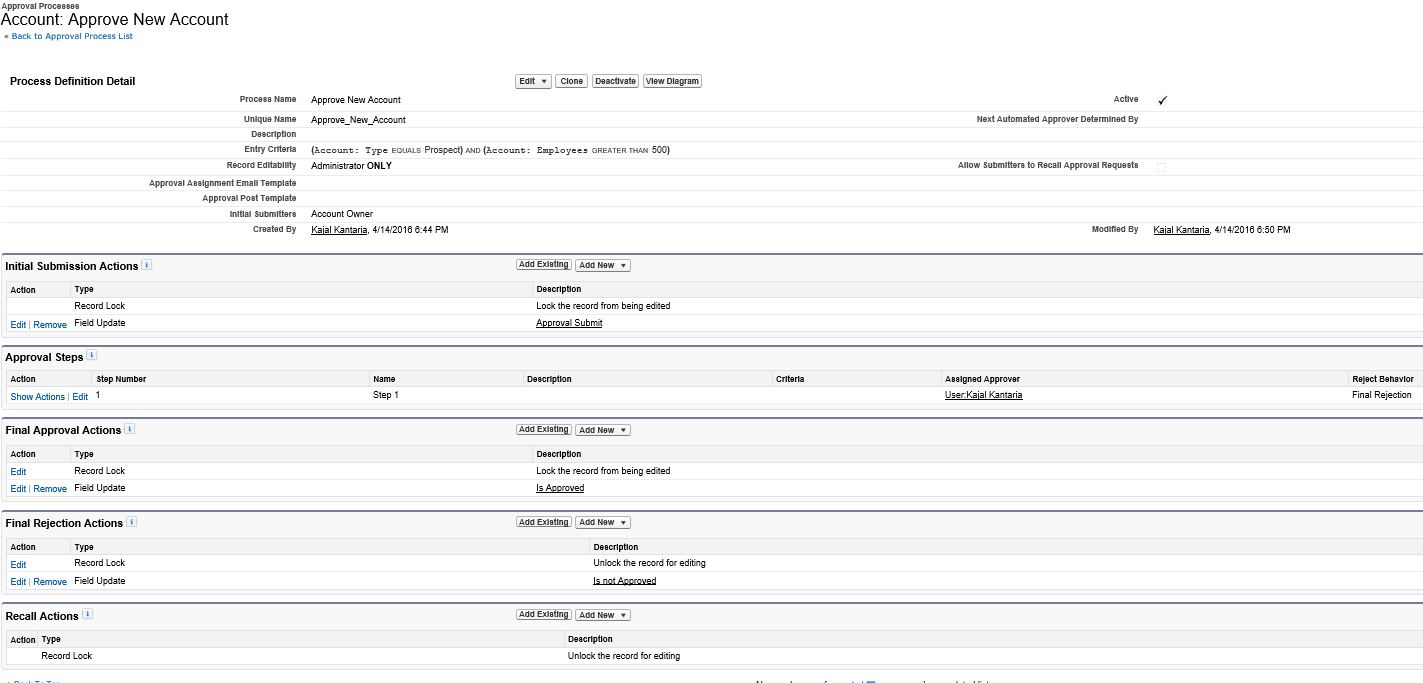 Approval Processes
Account: Approve New Account
« Back to Approval Process List
Process Definition Detail Edit Clone Deactivate View Diagram
Process Name Approve New Account Active
Unique Name Approve_New_Account Next Automated Approver Determined By
Description
Entry Criteria (Account: Type EQUALS Prospect) AND (Account: Employees GREATER THAN 500)
Record Editability Administrator ONLY Allow Submitters to Recall Approval Requests
Approval Assignment Email Template
Approval Post Template
Initial Submitters Account Owner
Created By Kajal Kantaria, 4/14/2016 6:44 PM Modified By Kajal Kantaria, 4/14/2016 6:50 PM
Initial Submission Actions i Add Existing Add New
Action Type Description
Record Lock Lock the record from being edited
Edit | Remove Field Update Approval Submit
Approval Steps i
Action Step Number Name Description Criteria Assigned Approver Reject Behavior
Show Actions | Edit 1 Step 1 User:Kajal Kantaria Final Rejection
Final Approval Actions i Add Existing Add New
Action Type Description
Edit Record Lock Lock the record from being edited
Edit | Remove Field Update Is Approved
Final Rejection Actions i Add Existing Add New
Action Type Description
Edit Record Lock Unlock the record for editing
Edit | Remove Field Update Is not Approved
Recall Actions i Add Existing Add New
Action Type Description
Record Lock Unlock the record for editing